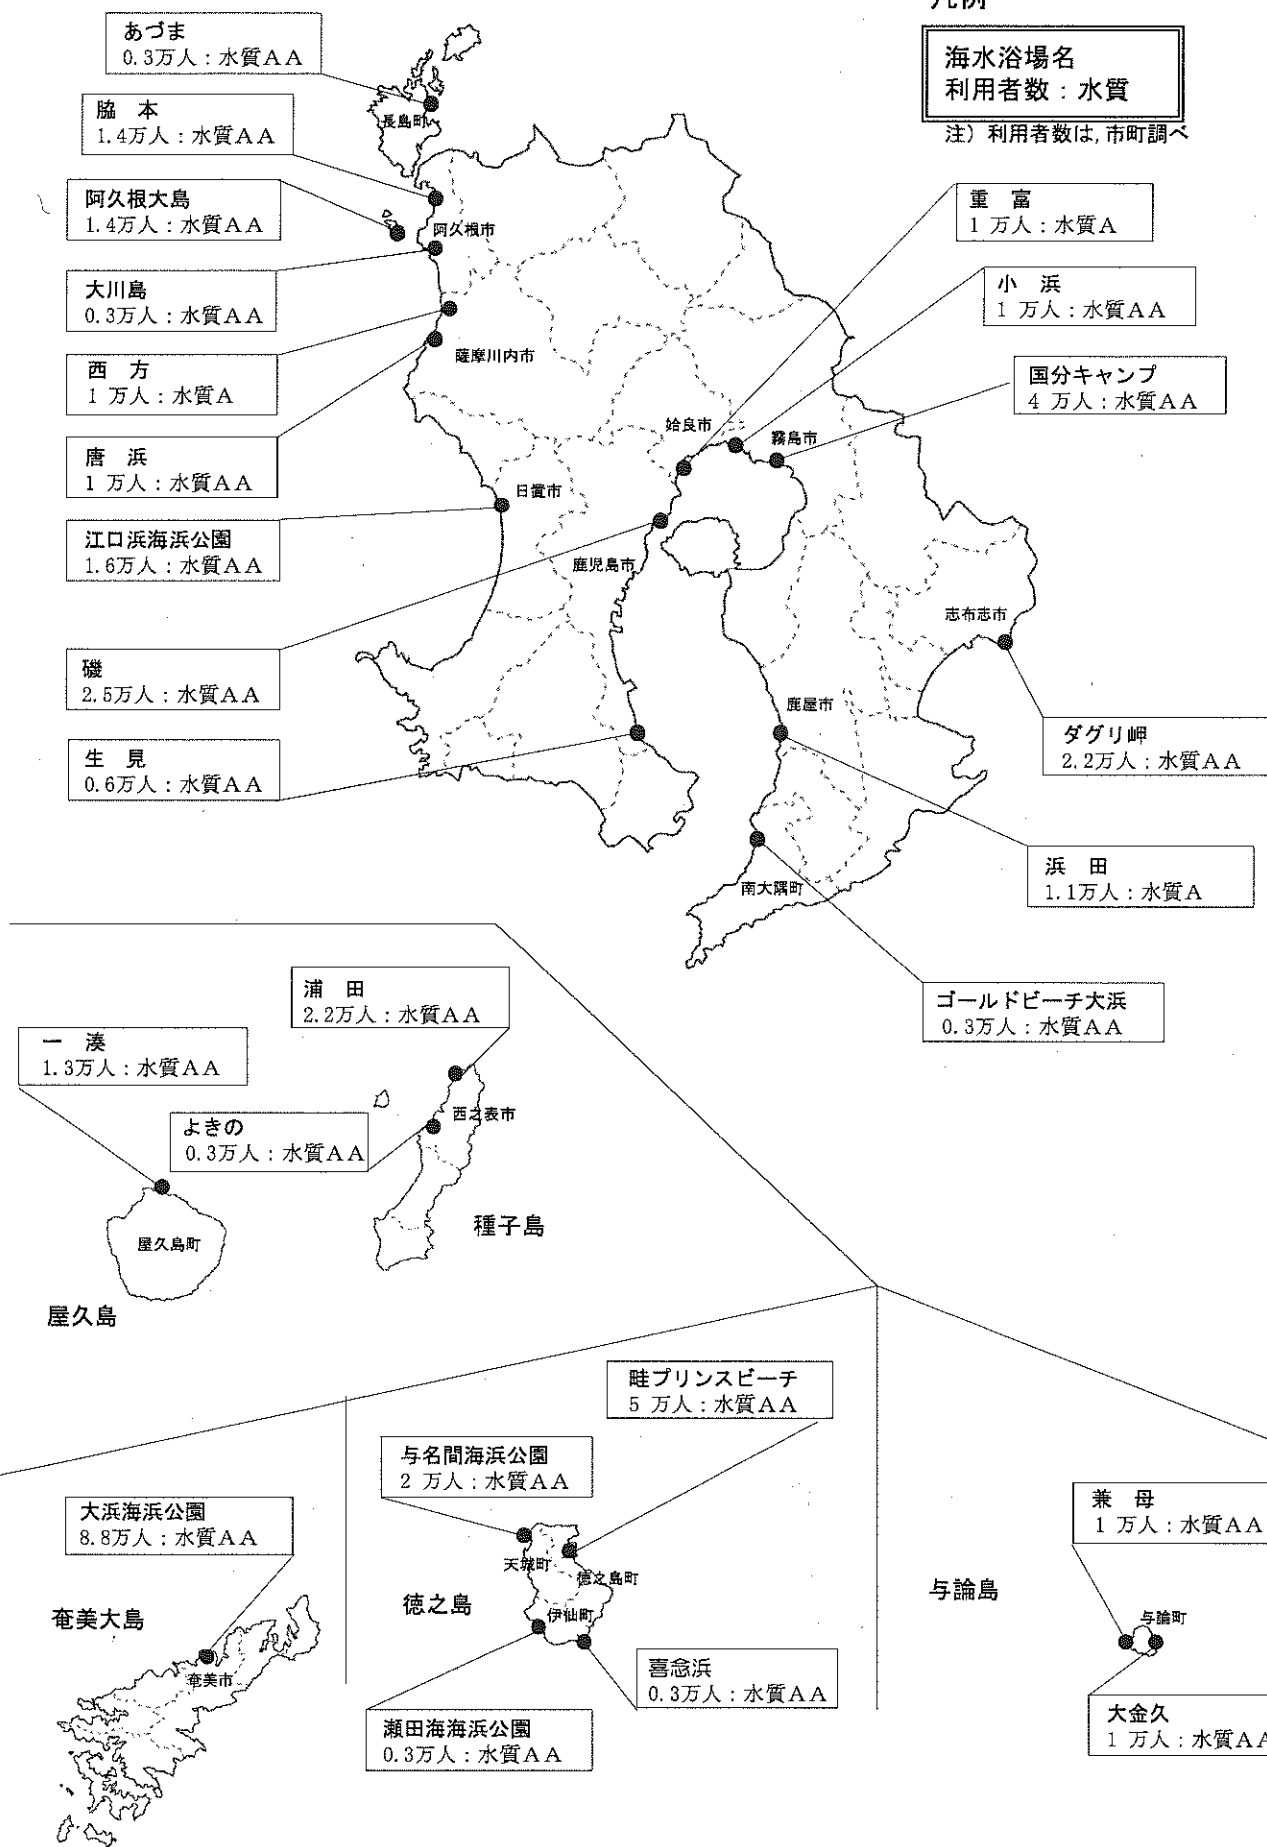 海水浴場名
利用者数：水質
注）利用者数は,市町調べ
あづま
0.3万人：水質ＡＡ
脇　本
1.4万人：水質ＡＡ
阿久根大島
1.4万人：水質ＡＡ
大川島
0.3万人：水質ＡＡ
西　方
1 万人：水質Ａ
唐　浜
1 万人：水質ＡＡ
江口浜海浜公園
1.6万人：水質ＡＡ
磯
2.5万人：水質ＡＡ
生　見
0.6万人：水質ＡＡ
重　富
1 万人：水質Ａ
小　浜
1 万人：水質ＡＡ
国分キャンプ
4 万人：水質ＡＡ
ダグリ岬
2.2万人：水質ＡＡ
浜　田
1.1万人：水質Ａ
ゴールドビーチ大浜
0.3万人：水質ＡＡ
長島町
阿久根市
薩摩川内市
姶良市
霧島市
日置市
鹿児島市
志布志市
鹿屋市
南大隅町
浦　田
2.2万人：水質ＡＡ
一　湊
1.3万人：水質ＡＡ
よきの
0.3万人：水質ＡＡ
西之表市
種子島
屋久島町
屋久島
畦プリンスビーチ
5 万人：水質ＡＡ
与名間海浜公園
2 万人：水質ＡＡ
大浜海浜公園
8.8万人：水質ＡＡ
兼　母
1 万人：水質ＡＡ
天城町
徳之島町
伊仙町
徳之島
奄美大島
奄美市
与論島
与論町
喜念浜
0.3万人：水質ＡＡ
瀬田海海浜公園
0.3万人：水質ＡＡ
大金久
1 万人：水質ＡＡ